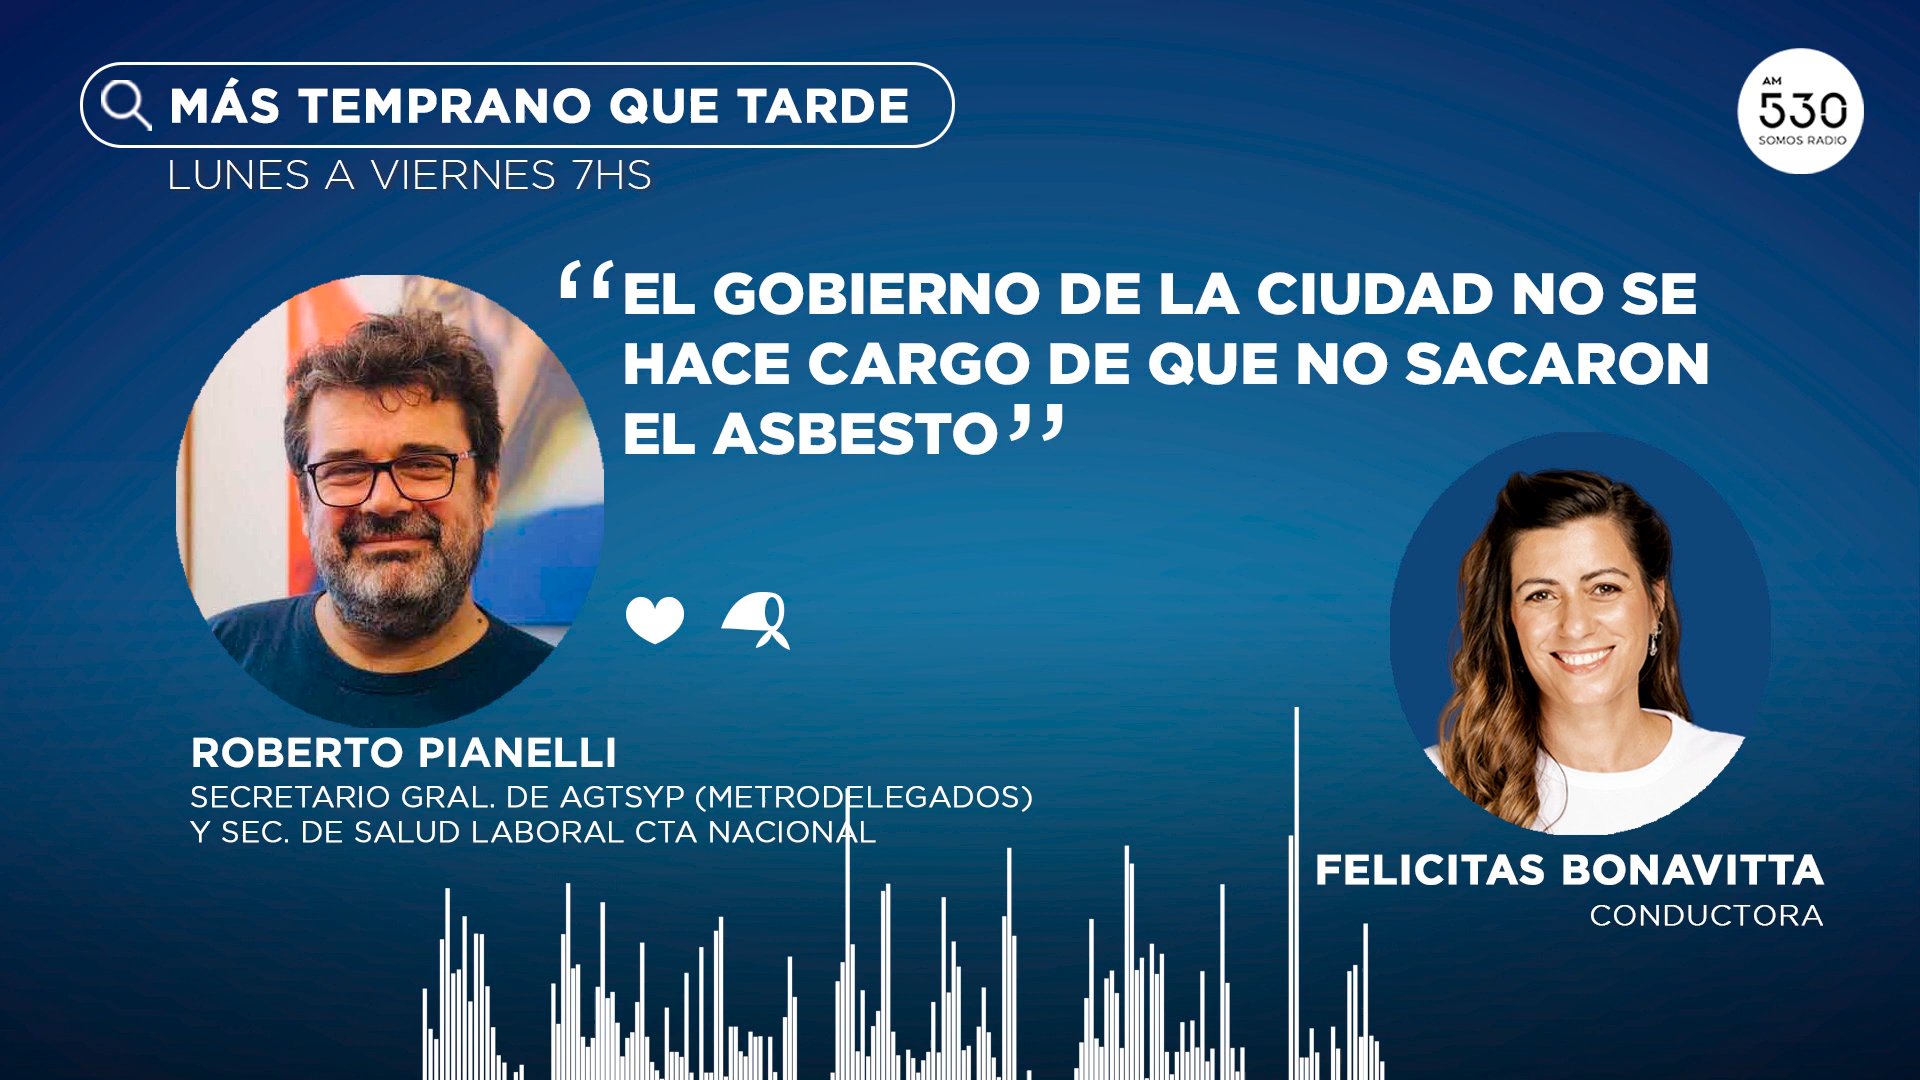 MÁS TEMPRANO QUE TARDE
LUNES A VIERNES 7HS
AM
530
SOMOS RADIO
“EL GOBIERNO DE LA CIUDAD NO SE
HACE CARGO DE QUE NO SACARON
EL ASBESTO”
ROBERTO PIANELLI
SECRETARIO GRAL. DE AGTSYP (METRODELEGADOS)
Y SEC. DE SALUD LABORAL CTA NACIONAL
FELICITAS BONAVITTA
CONDUCTORA